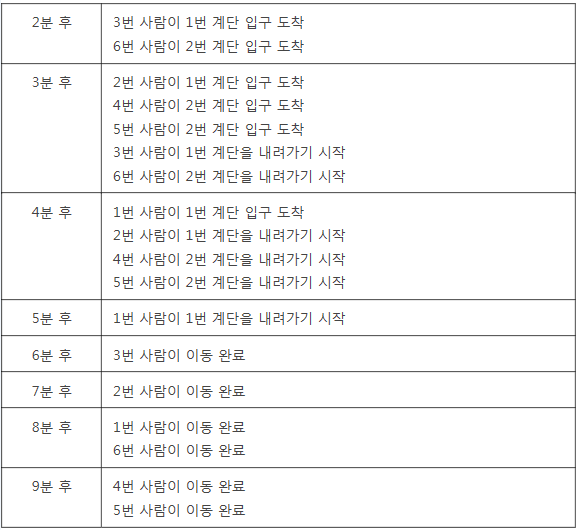 2분 후
3번 사람이 1번 계단 입구 도착
6번 사람이 2번 계단 입구 도착
3분 후
2번 사람이 1번 계단 입구 도착
4번 사람이 2번 계단 입구 도착
5번 사람이 2번 계단 입구 도착
3번 사람이 1번 계단을 내려가기 시작
6번 사람이 2번 계단을 내려가기 시작
4분 후
1번 사람이 1번 계단 입구 도착
2번 사람이 1번 계단을 내려가기 시작
4번 사람이 2번 계단을 내려가기 시작
5번 사람이 2번 계단을 내려가기 시작
5분 후
1번 사람이 1번 계단을 내려가기 시작
6분 후
3번 사람이 이동 완료
7분 후
2번 사람이 이동 완료
8분 후
1번 사람이 이동 완료
6번 사람이 이동 완료
9분 후
4번 사람이 이동 완료
5번 사람이 이동 완료